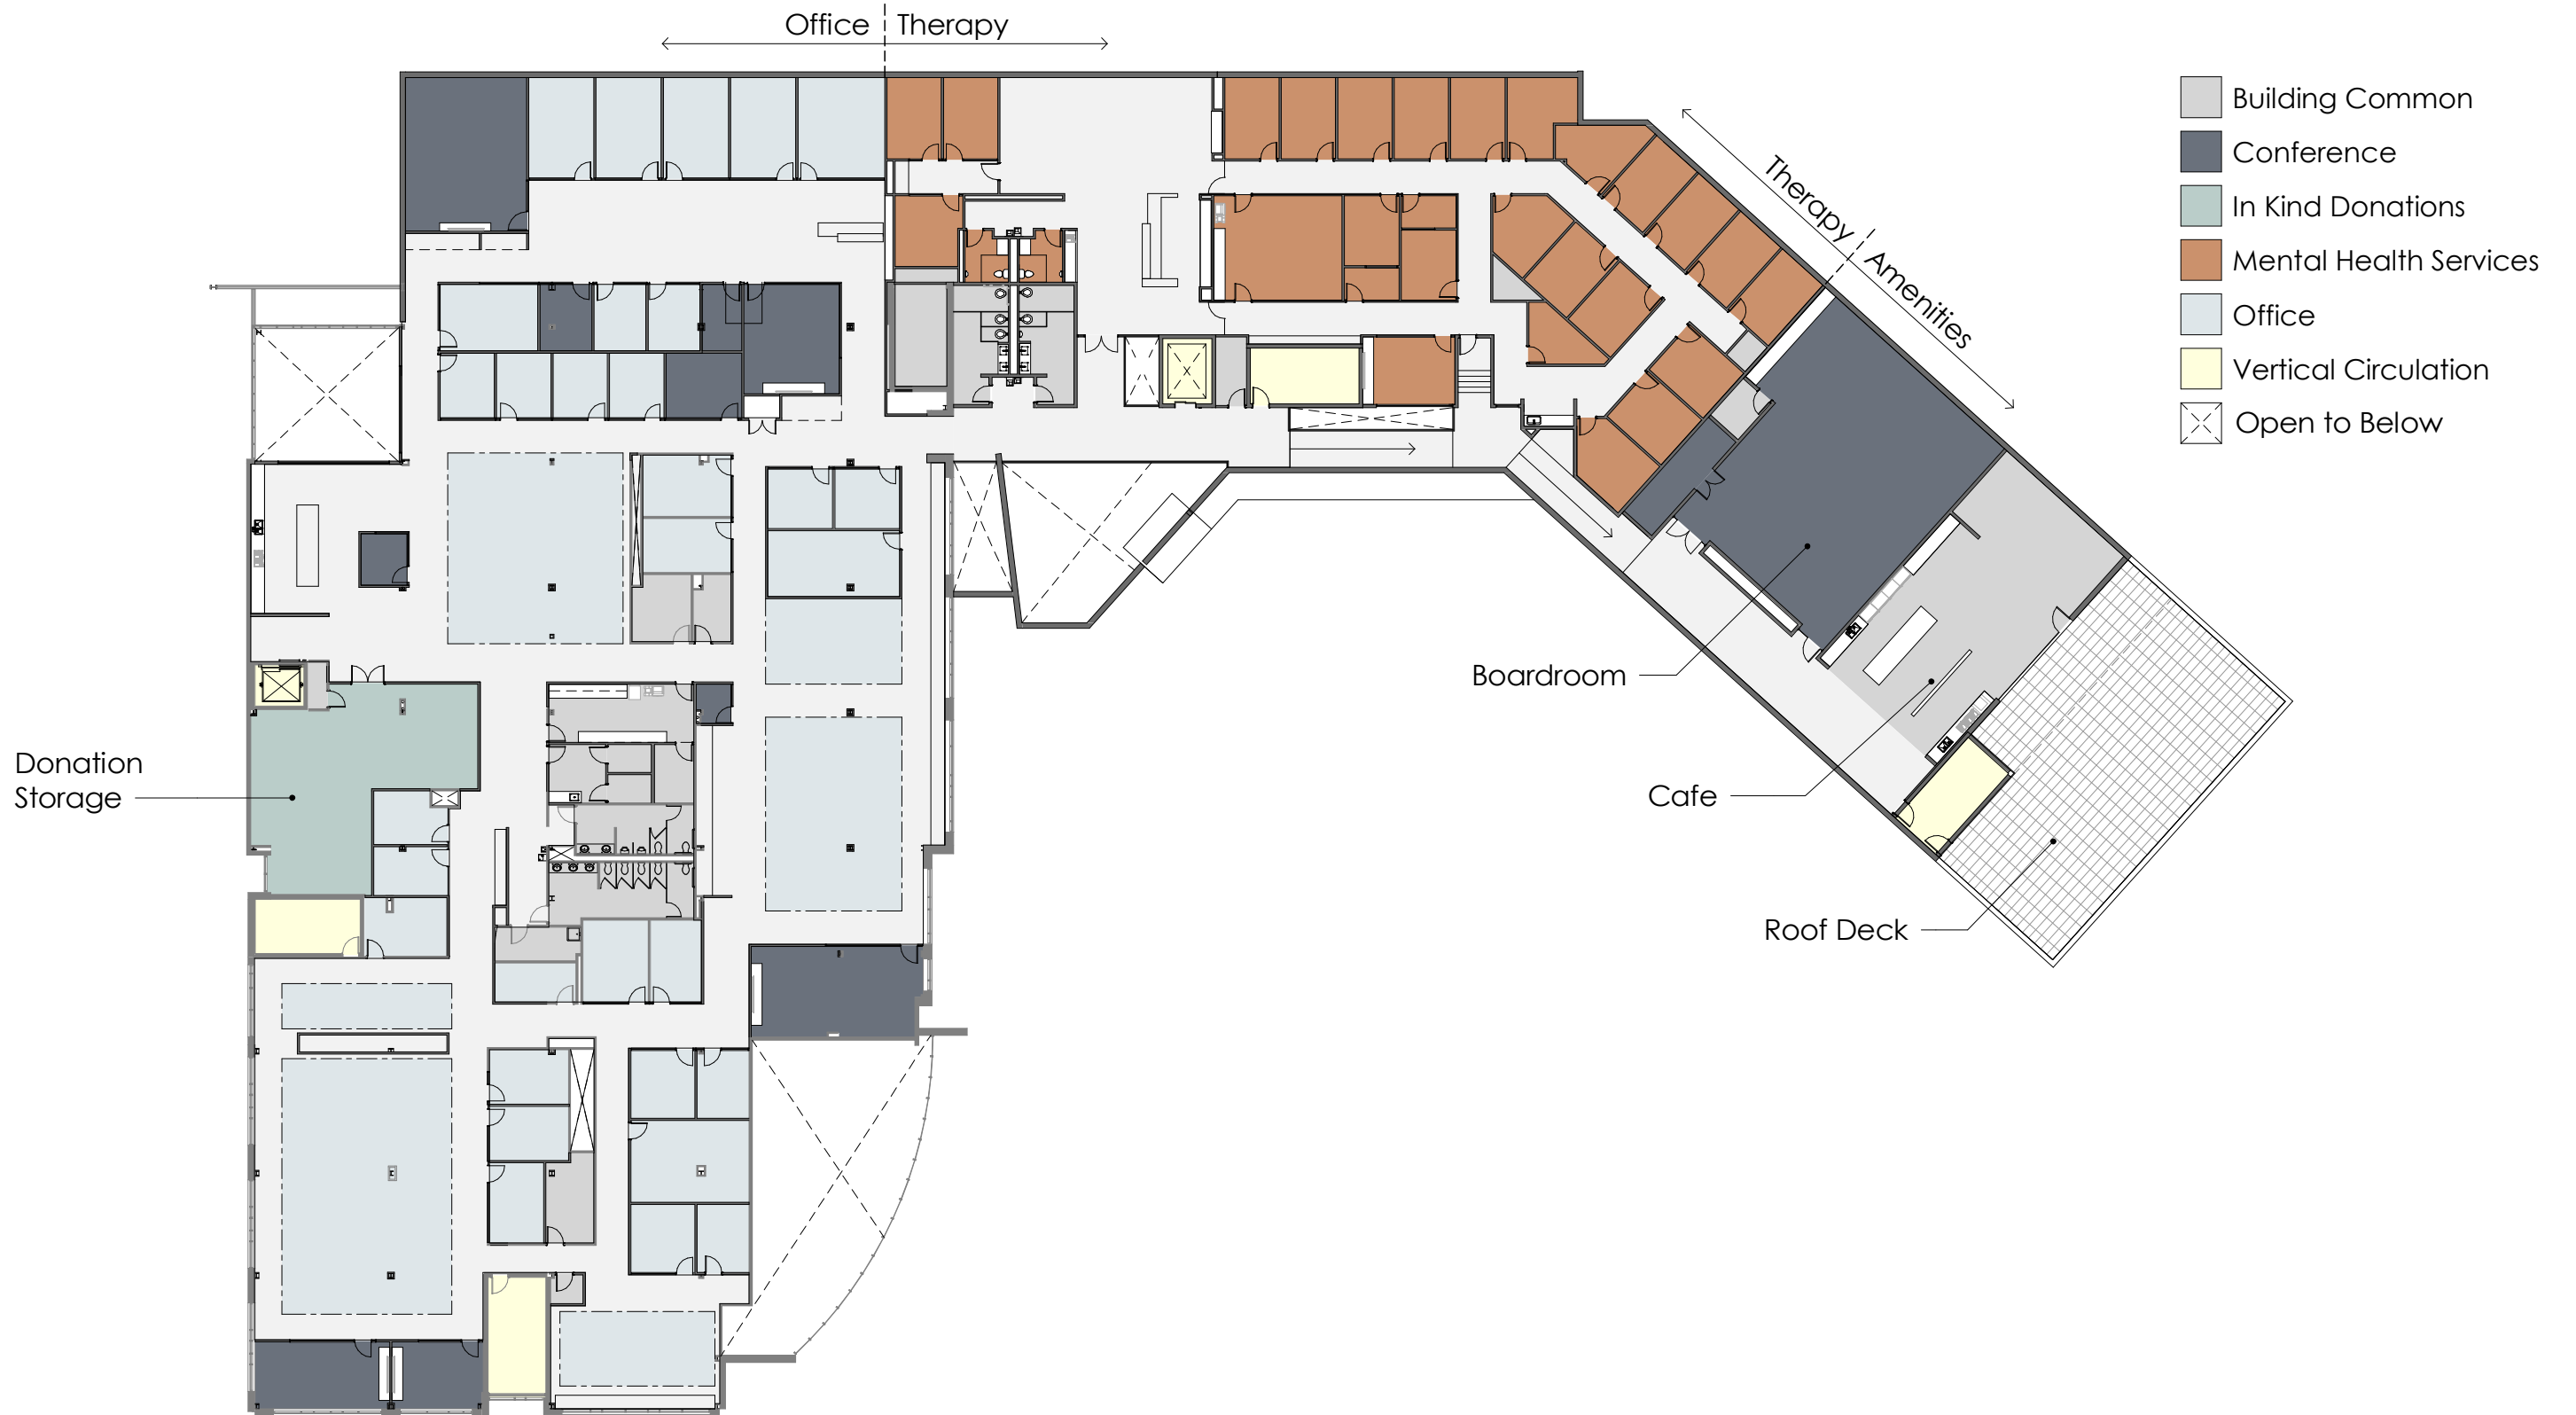 Office
Therapy
Building Common
Conference
In Kind Donations
Mental Health Services
Office
Vertical Circulation
Open to Below
Therapy
Amenities
Boardroom
Donation
Storage
Cafe
Roof Deck